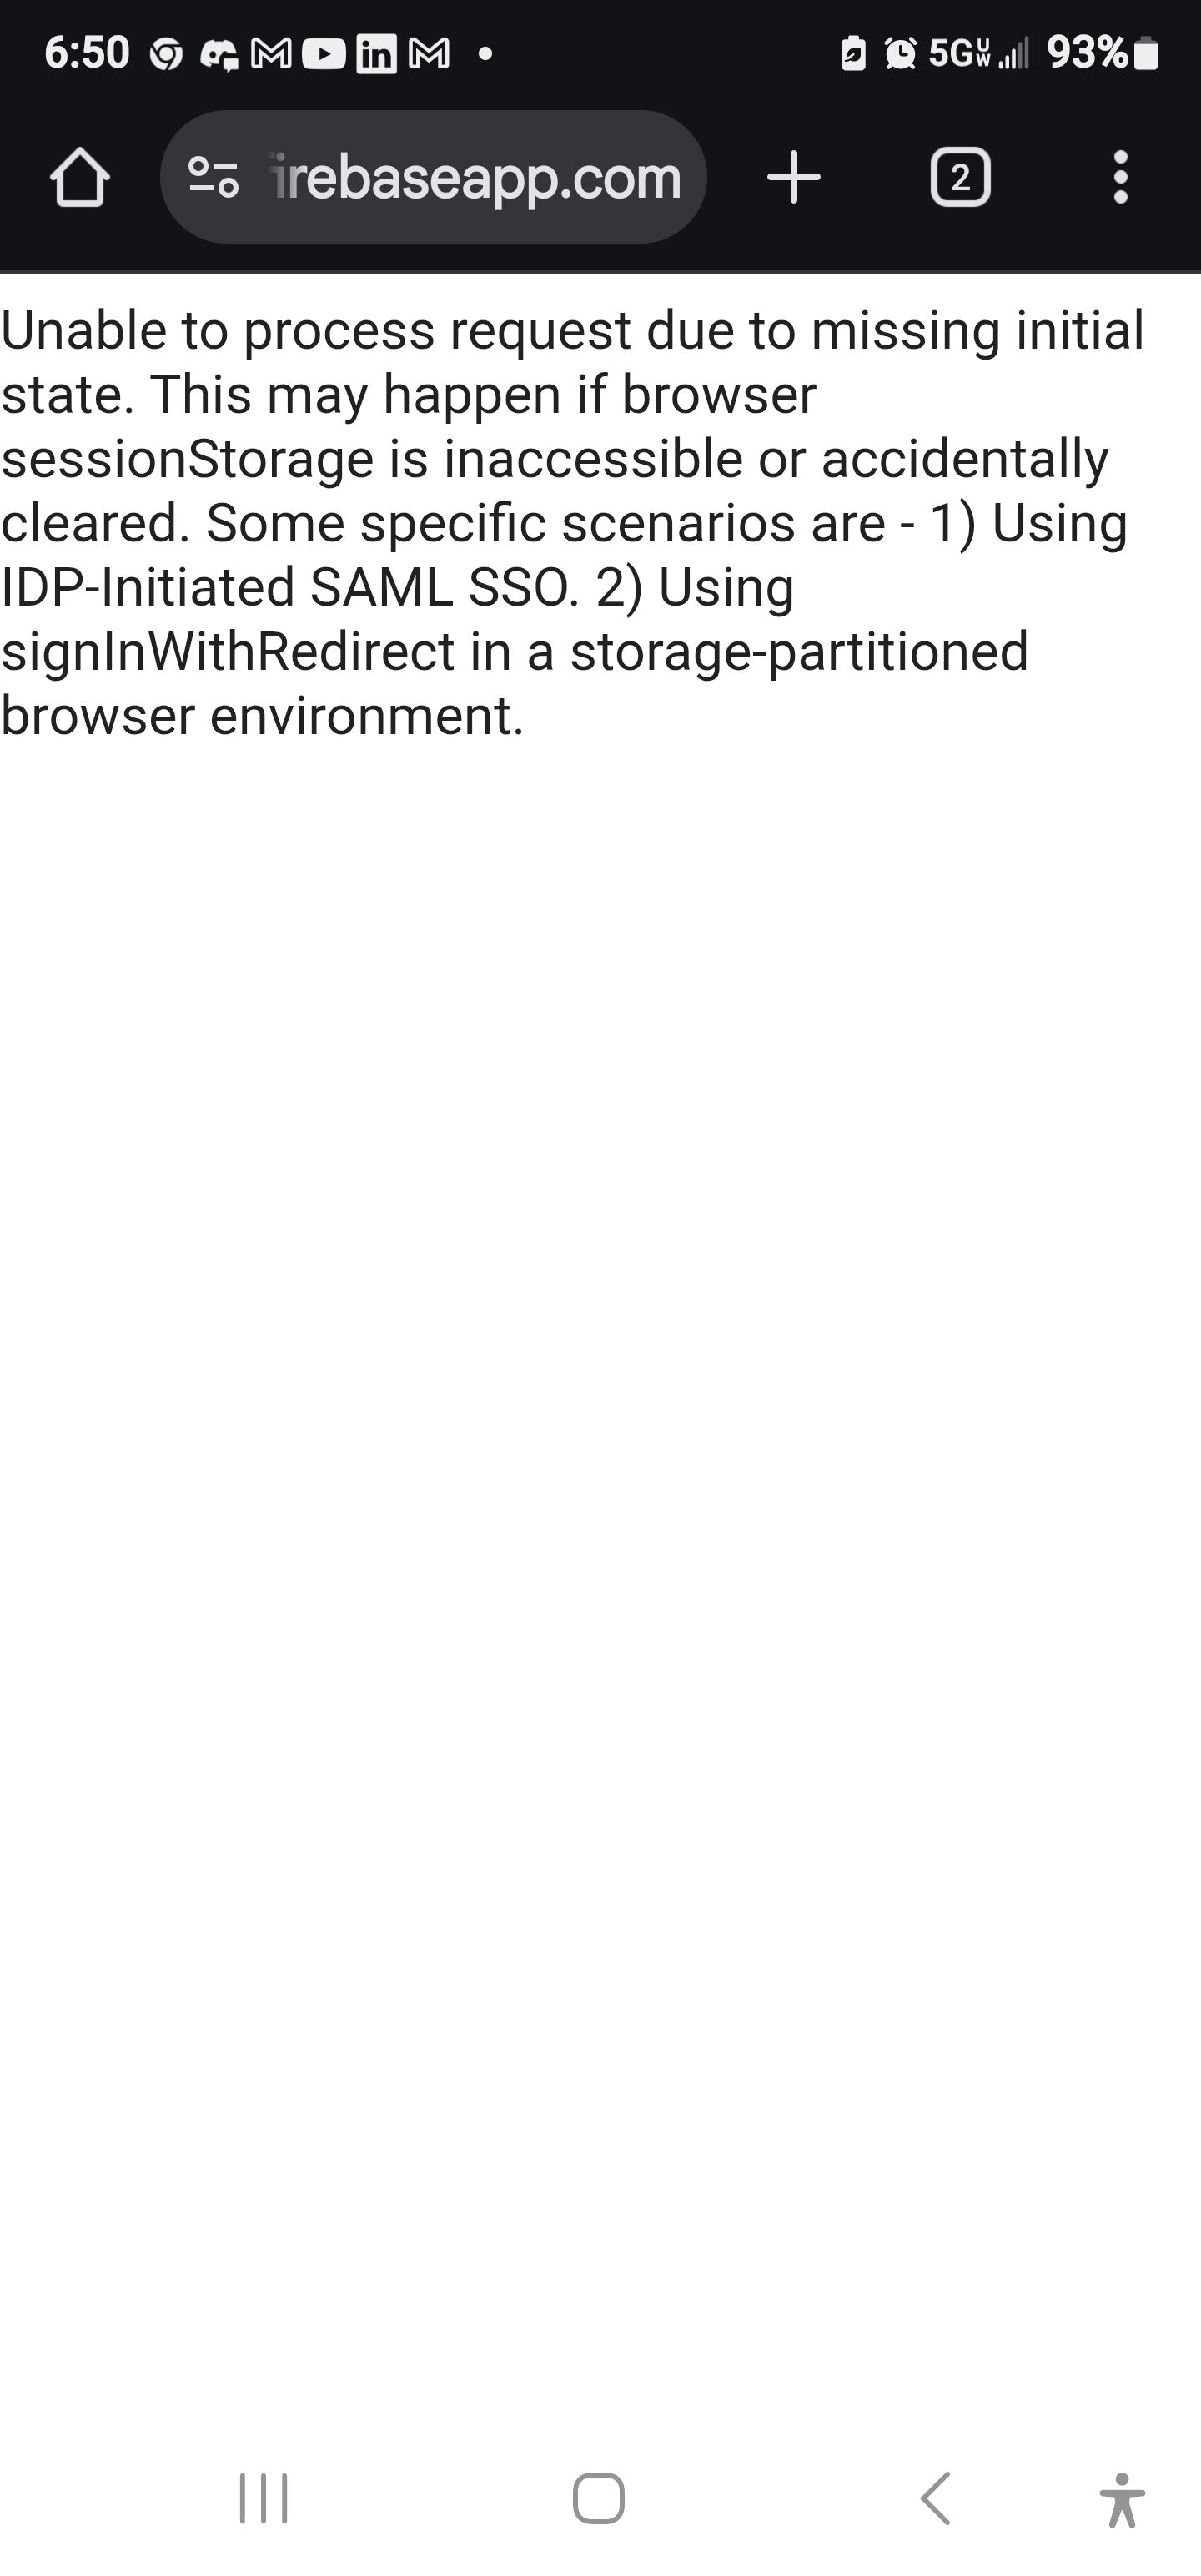 6:50 5G UW 93%
irebaseapp.com 2
Unable to process request due to missing initial
state. This may happen if browser
sessionStorage is inaccessible or accidentally
cleared. Some specific scenarios are - 1) Using
IDP-Initiated SAML SSO. 2) Using
signInWithRedirect in a storage-partitioned
browser environment.